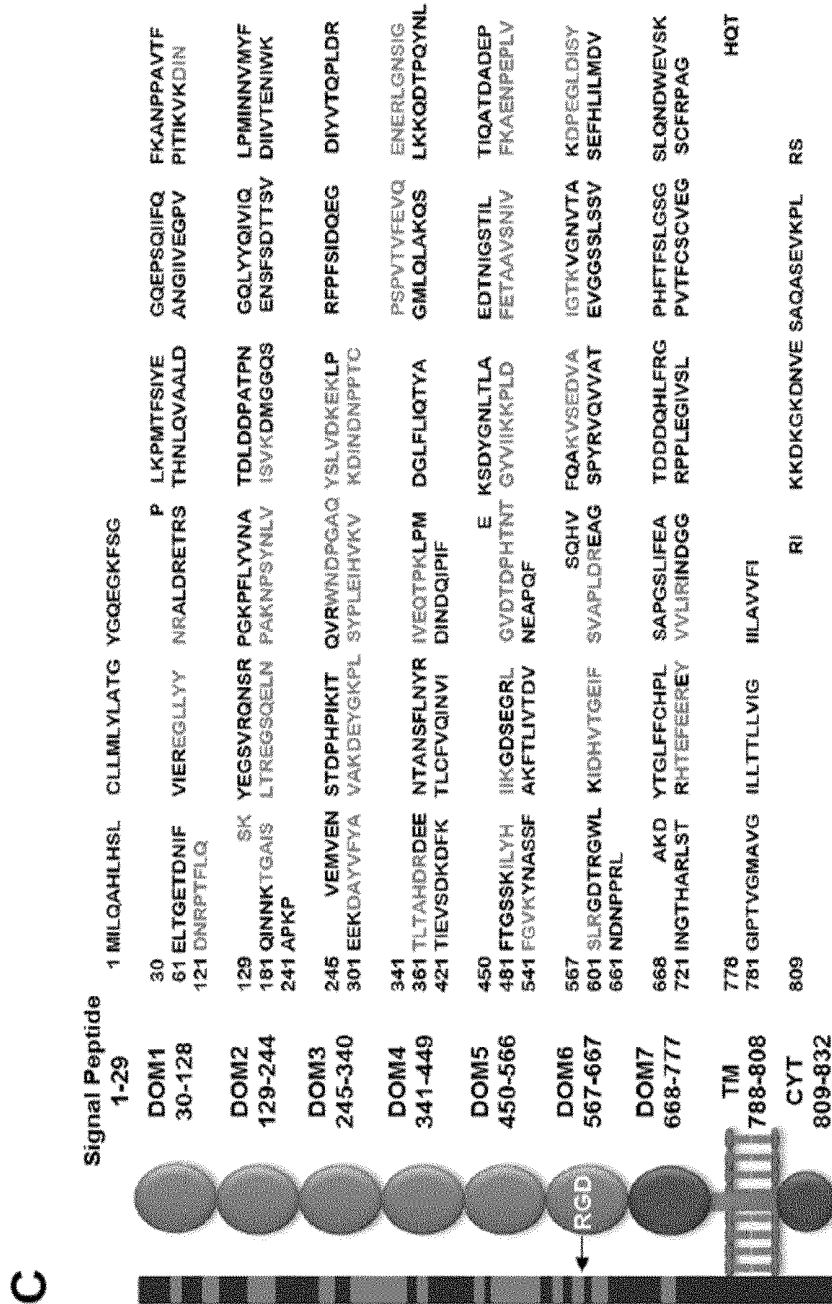 C
Signal Peptide
1-29
1 MILQAHLHSL CLLMLYLATG YGQEGKFSG
DOM1
30-128
30 P LKPMTFSIYE GQEPSQIIFQ FKANPPAVTF
61 ELTGETDNIF VIEREGLLYY NRALDRETRS THNLQVAALD ANGIIVEGPV PITIKVKDIN
121 DNRPTFLQ
DOM2
129-244
129 SK YEGSVRQNSR PGKPFLYVNA TDLDDPATPN GQLYYQIVIQ LPMINNVMYF
181 QINNKTGAIS LTREGSQELN PAKNPSYNLV ISVKDMGGQS ENSFSDTTSV DIIVTENIWK
241 APKP
DOM3
245-340
245 VEMVEN STDPHPIKIT QVRWNDPGAQ YSLVDKEKLP RFPFSIDQEG DIYVTQPLDR
301 EEKDAYVFYA VAKDEYGKPL SYPLEIHVKV KDINDNPPTC
DOM4
341-449
341 PSPVTVFEVQ ENERLGNSIG
361 TLTAHDRDEE NTANSFLNYR IVEQTPKLPM DGLFLIQTYA GMLQLAKQS LKKQDTPQYNL
421 TIEVSDKDFK TLCFVQINVI DINDQIPIF
DOM5
450-566
450 E KSDYGNLTLA EDTNIGSTIL TIQATDADEP
481 FTGSSKILYH IIKGDSEGRL GVDTDPHTNT GYVIIKKPLD FETAAVSNIV FKAENPEPLV
541 FGVKYNASSF AKFTLIVTDV NEAPQF
DOM6
567-667
567 SQHV FQAKVSEDVA IGTKVGNVTA KDPEGLDISY
601 SLRGDTRGWL KIDHVTGEIF SVAPLDREAG SPYRVQVVAT EVGGSSLSSV SEFHLILMDV
661 NDNPPRL
RGD
DOM7
668-777
668 AKD YTGLFFCHPL SAPGSLIFEA TDDDQHLFRG PHFTFSLGSG SLQNDWEVSK
721 INGTHARLST RHTEFEEREY VVLIRINDGG RPPLEGIVSL PVTFCSCVEG SCFRPAG
TM
788-808
778 HQT
781 GIPTVGMAVG ILLTTLLVIG IILAVVFI
CYT
809-832
809 RI KKDKGKDNVE SAQASEVKPL RS